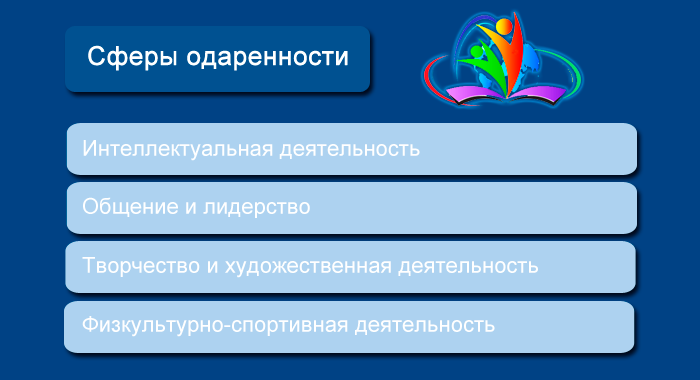 Сферы одаренности
Интеллектуальная деятельность
Общение и лидерство
Творчество и художественная деятельность
Физкультурно-спортивная деятельность